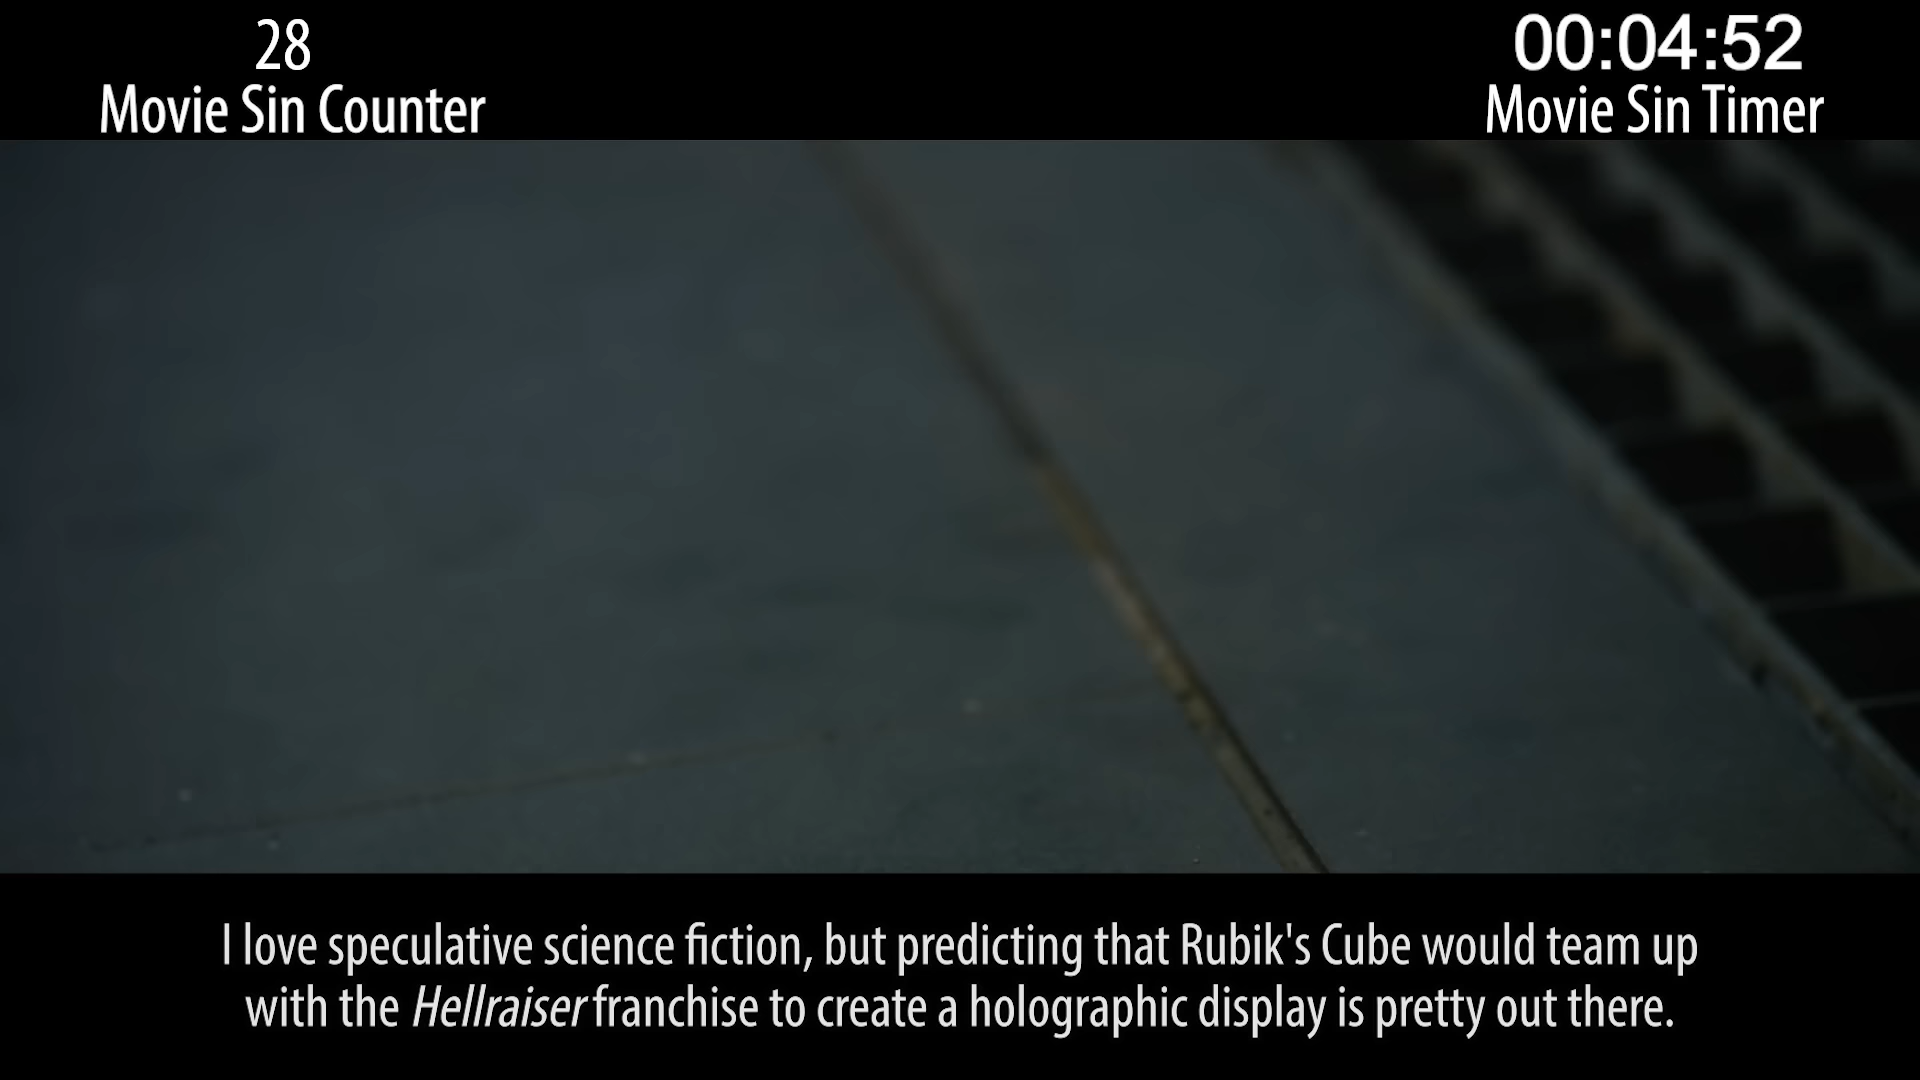 28
Movie Sin Counter
00:04:52
Movie Sin Timer
I love speculative science fiction, but predicting that Rubik's Cube would team up
with the Hellraiser franchise to create a holographic display is pretty out there.